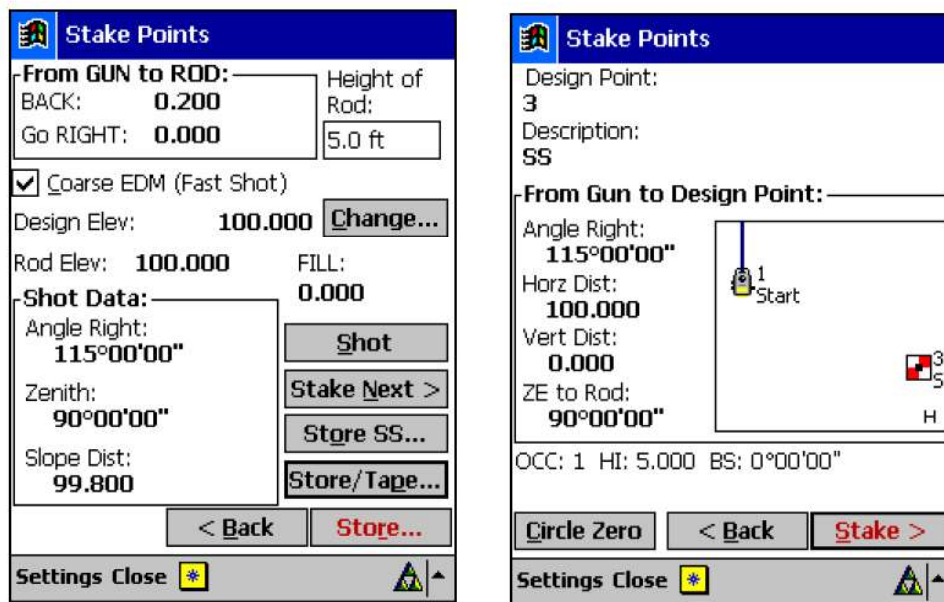 Stake Points
From GUN to ROD:
BACK: 0.200
Go RIGHT: 0.000
Height of
Rod:
5.0 ft
Coarse EDM (Fast Shot)
Design Elev: 100.000 Change...
Rod Elev: 100.000
FILL:
0.000
Shot Data:
Angle Right:
115°00'00"
Zenith:
90°00'00"
Slope Dist:
99.800
Shot
Stake Next >
Store SS...
Store/Tape...
< Back Store...
Settings Close
Stake Points
Design Point:
3
Description:
SS
From Gun to Design Point:
Angle Right:
115°00'00"
Horz Dist:
100.000
Vert Dist:
0.000
ZE to Rod:
90°00'00"
1
Start
3
S
H
OCC: 1 HI: 5.000 BS: 0°00'00"
Circle Zero < Back Stake >
Settings Close